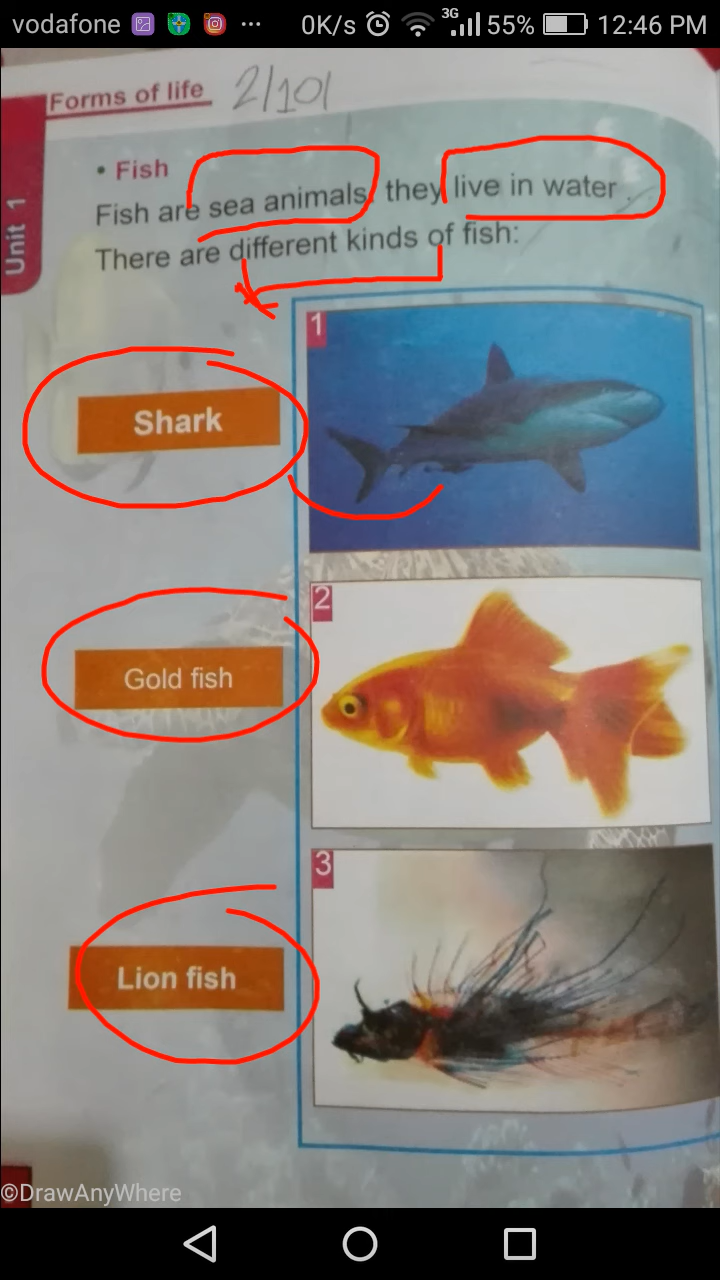 vodafone ... 0K/s 3G 55% 12:46 PM
Forms of life 2/10/
Unit 1
• Fish
Fish are sea animals, they live in water.
There are different kinds of fish:
1
Shark
2
Gold fish
3
Lion fish
©DrawAnyWhere